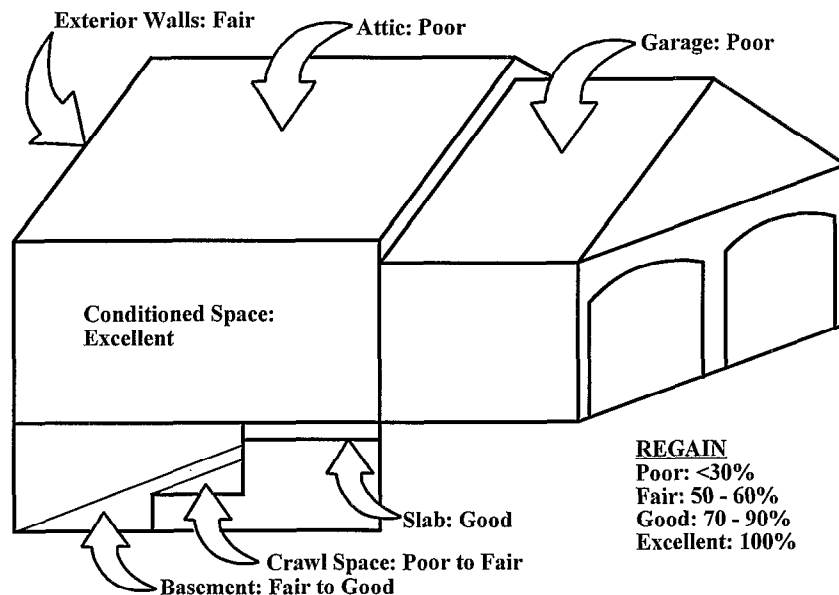 Exterior Walls: Fair
Attic: Poor
Garage: Poor
Conditioned Space:
Excellent
REGAIN
Poor: <30%
Fair: 50 - 60%
Good: 70 - 90%
Excellent: 100%
Slab: Good
Crawl Space: Poor to Fair
Basement: Fair to Good